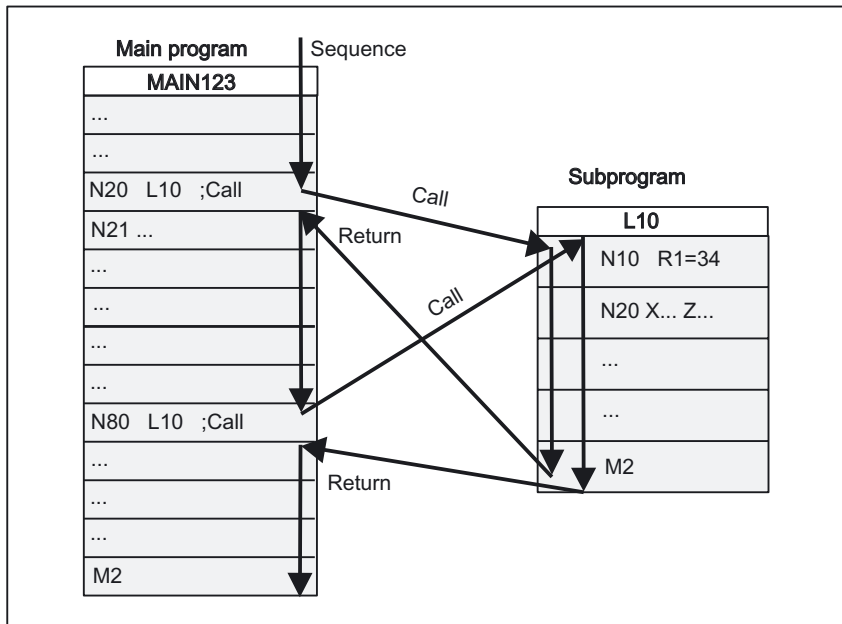 Main program
Sequence
MAIN123
...
...
N20 L10 ;Call
N21 ...
...
...
...
...
N80 L10 ;Call
...
...
...
M2
Call
Return
Call
Return
Subprogram
L10
N10 R1=34
N20 X... Z...
...
...
M2